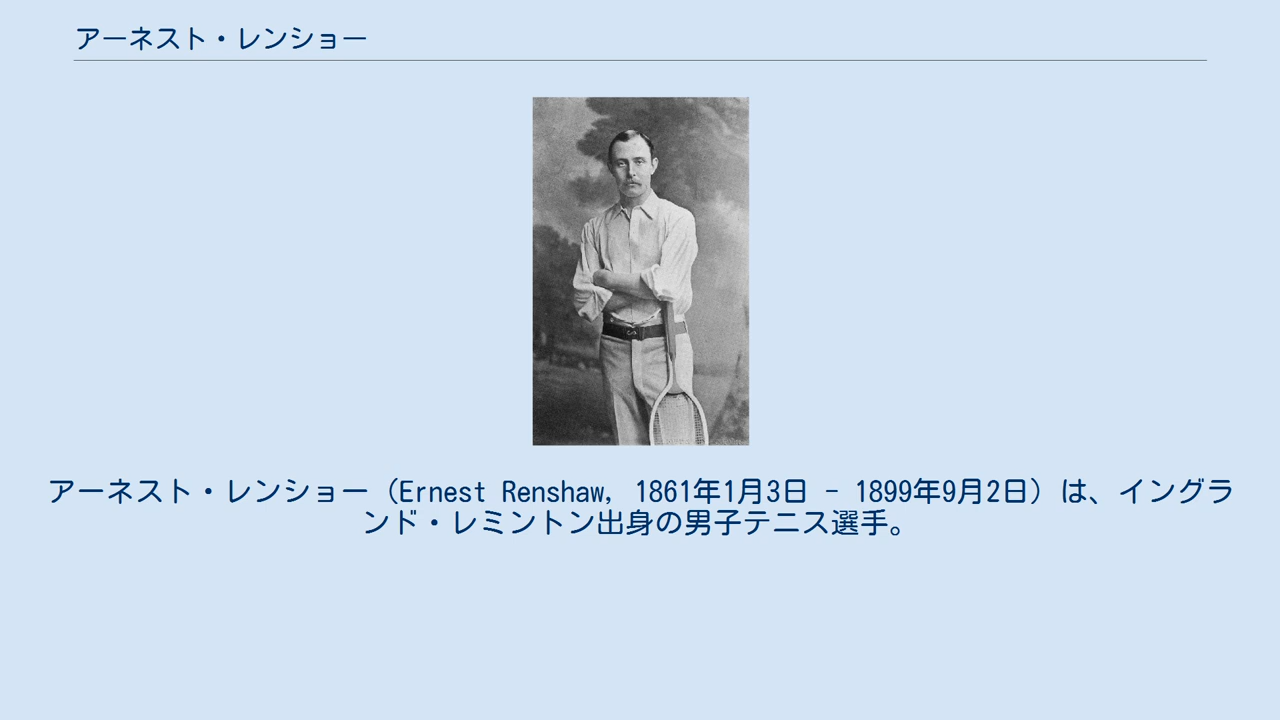 アーネスト・レンショー
アーネスト・レンショー（Ernest Renshaw, 1861年1月3日 - 1899年9月2日）は、イングラ
ンド・レミントン出身の男子テニス選手。